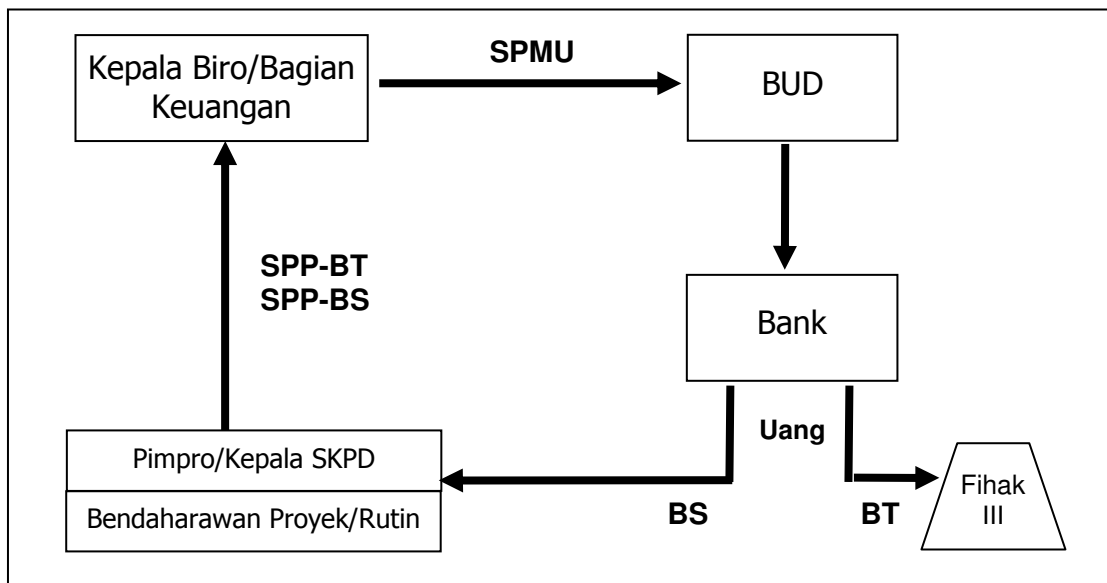 Kepala Biro/Bagian
Keuangan
SPMU
BUD
SPP-BT
SPP-BS
Bank
Uang
Pimpro/Kepala SKPD
Bendaharawan Proyek/Rutin
BS
BT
Fihak
III